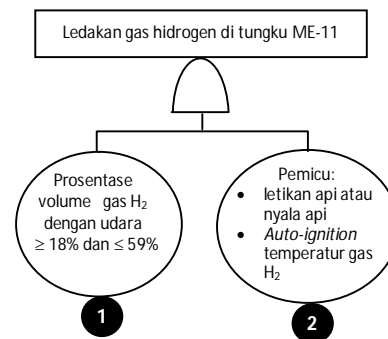 Ledakan gas hidrogen di tungku ME-11
Prosentase
volume gas H₂
dengan udara
≥ 18% dan ≤ 59%
1
Pemicu:
• letikan api atau
nyala api
• Auto-ignition
temperatur gas
H₂
2